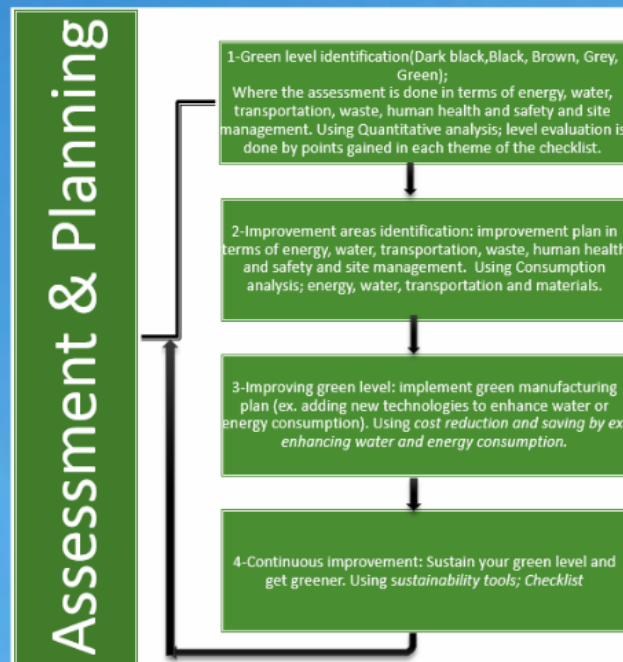 Assessment & Planning
1-Green level identification(Dark black,Black, Brown, Grey,
Green);
Where the assessment is done in terms of energy, water,
transportation, waste, human health and safety and site
management. Using Quantitative analysis; level evaluation is
done by points gained in each theme of the checklist.
2-Improvement areas identification: improvement plan in
terms of energy, water, transportation, waste, human health
and safety and site management. Using Consumption
analysis; energy, water, transportation and materials.
3-Improving green level: implement green manufacturing
plan (ex. adding new technologies to enhance water or
energy consumption). Using cost reduction and saving by ex
enhancing water and energy consumption.
4-Continuous improvement: Sustain your green level and
get greener. Using sustainability tools; Checklist